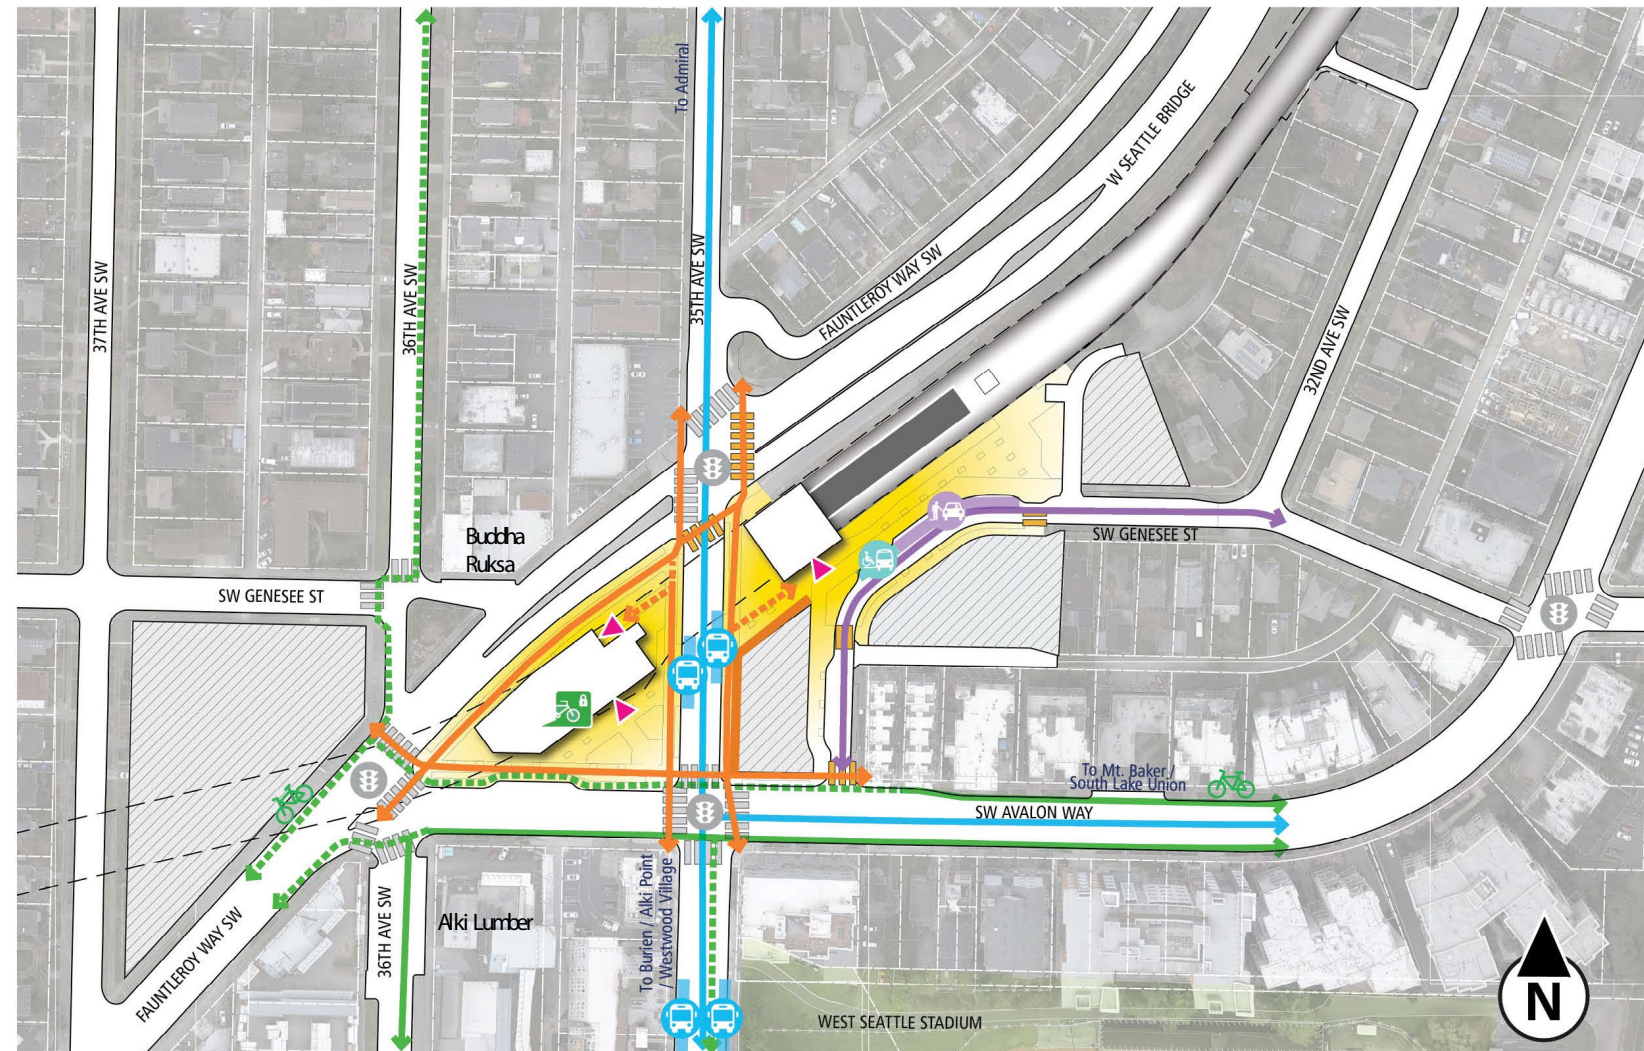 To Admiral
W SEATTLE BRIDGE
37TH AVE SW
36TH AVE SW
35TH AVE SW
FAUNTLEROY WAY SW
32ND AVE SW
Buddha
Ruksa
SW GENESEE ST
SW GENESEE ST
To Mt. Baker /
South Lake Union
SW AVALON WAY
To Burien / Alki Point
/ Westwood Village
36TH AVE SW
Alki Lumber
FAUNTLEROY WAY SW
WEST SEATTLE STADIUM
N